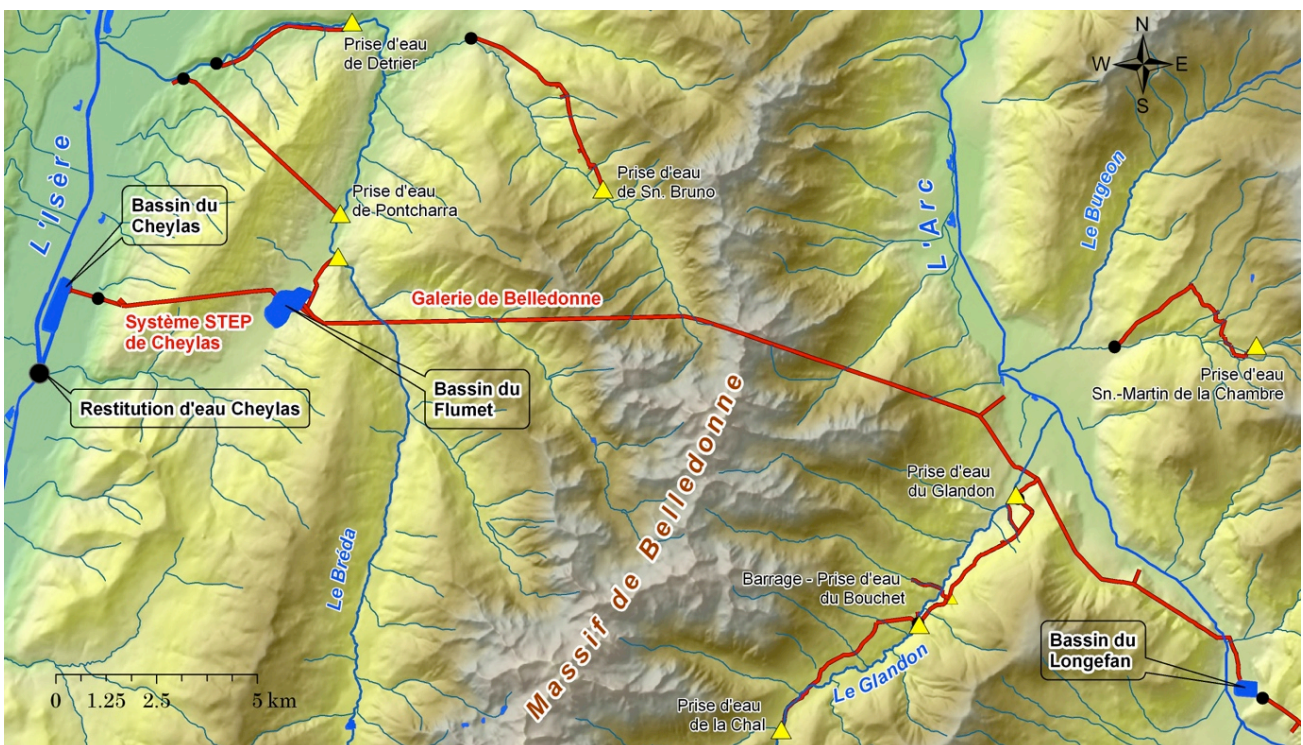 Prise d'eau
de Detrier
N
W
E
S
L'Isère
Bassin du
Cheylas
Prise d'eau
de Pontcharra
Prise d'eau
de Sn. Bruno
L'Arc
Le Bugeon
Galerie de Belledonne
Système STEP
de Cheylas
Restitution d'eau Cheylas
Bassin du
Flumet
Prise d'eau
Sn.-Martin de la Chambre
Massif de Belledonne
Prise d'eau
du Glandon
Le Bréda
Barrage - Prise d'eau
du Bouchet
Bassin du
Longefan
Le Glandon
0 1.25 2.5 5 km
Prise d'eau
de la Chal